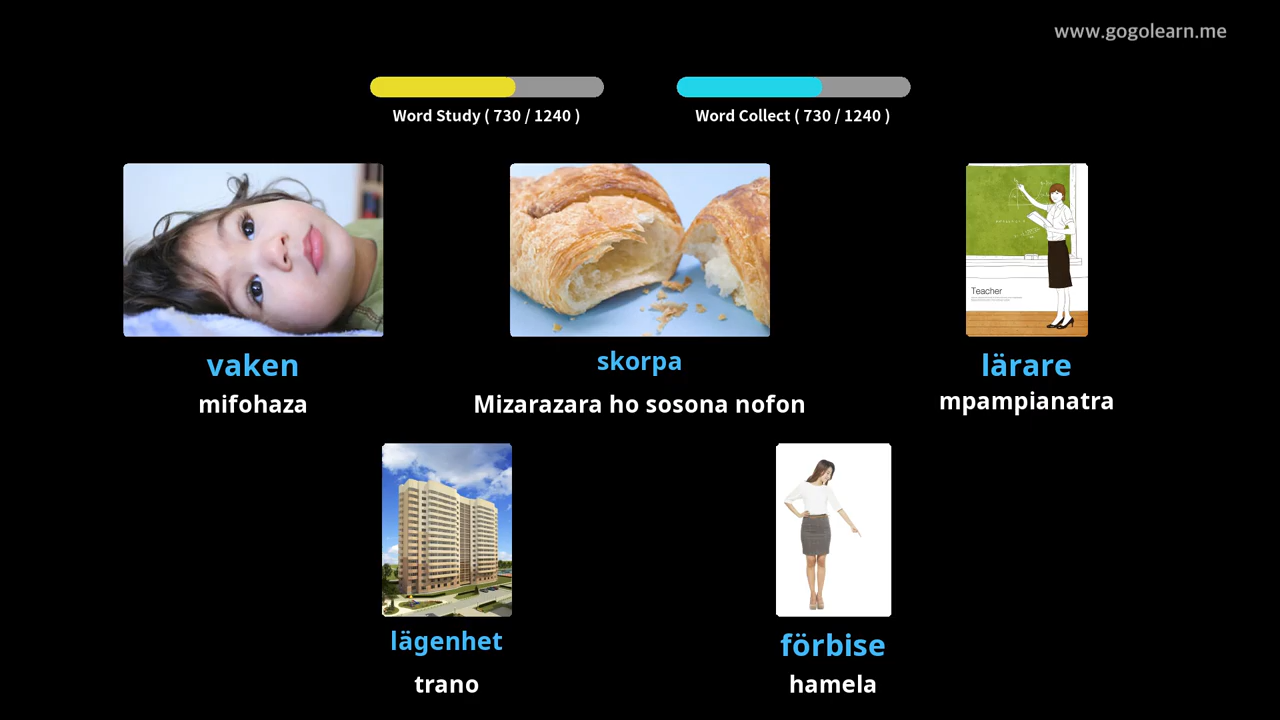 www.gogolearn.me
Word Study ( 730 / 1240 )
Word Collect ( 730 / 1240 )
Teacher
vaken
mifohaza
skorpa
Mizarazara ho sosona nofon
lärare
mpampianatra
lägenhet
trano
förbise
hamela